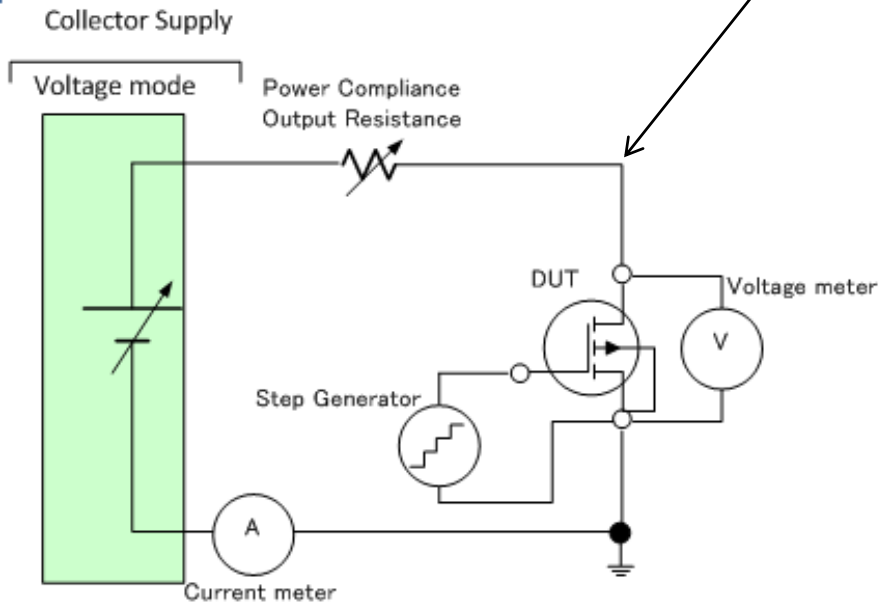 Collector Supply
Voltage mode
Power Compliance
Output Resistance
DUT
Voltage meter
V
Step Generator
A
Current meter